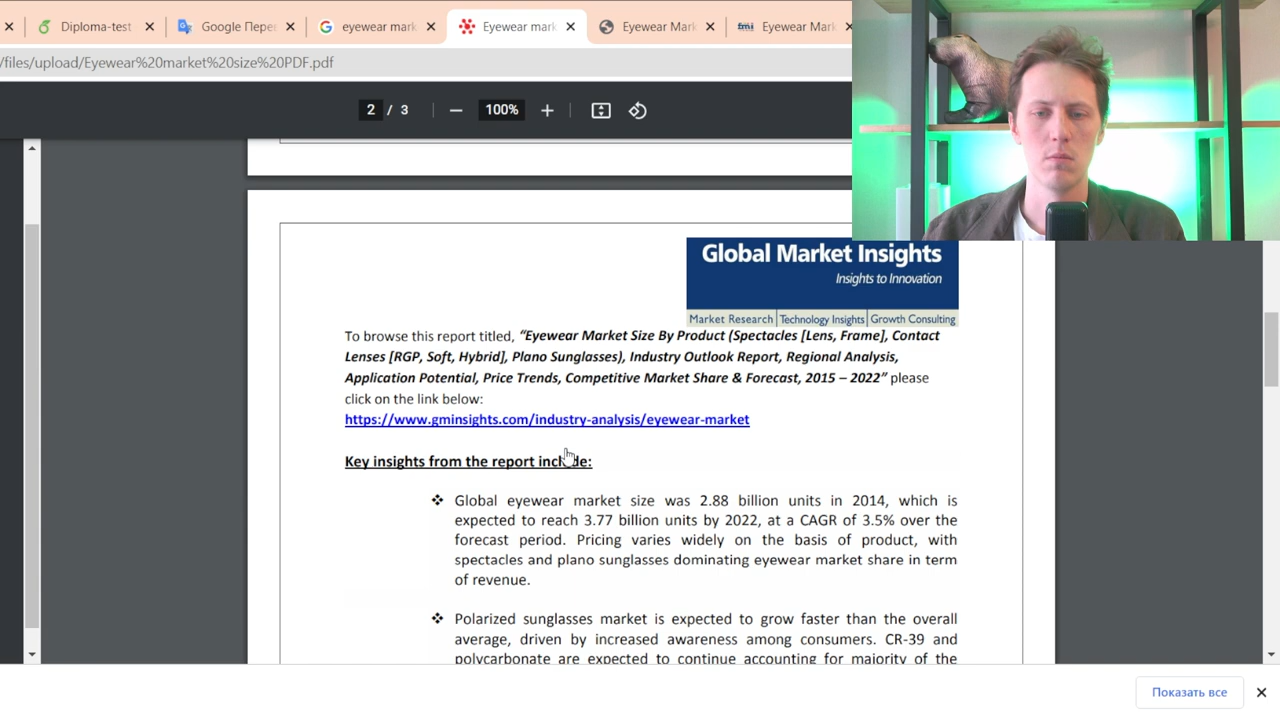 Diploma-test
Google Пере
eyewear mark
Eyewear mark
Eyewear Mark
fmi Eyewear Mark
/files/upload/Eyewear%20market%20size%20PDF.pdf
2 / 3
100%
Global Market Insights
Insights to Innovation
Market Research Technology Insights Growth Consulting
To browse this report titled, “Eyewear Market Size By Product (Spectacles [Lens, Frame], Contact
Lenses [RGP, Soft, Hybrid], Plano Sunglasses), Industry Outlook Report, Regional Analysis,
Application Potential, Price Trends, Competitive Market Share & Forecast, 2015 – 2022” please
click on the link below:
https://www.gminsights.com/industry-analysis/eyewear-market
Key insights from the report include:
❖ Global eyewear market size was 2.88 billion units in 2014, which is
expected to reach 3.77 billion units by 2022, at a CAGR of 3.5% over the
forecast period. Pricing varies widely on the basis of product, with
spectacles and plano sunglasses dominating eyewear market share in term
of revenue.
❖ Polarized sunglasses market is expected to grow faster than the overall
average, driven by increased awareness among consumers. CR-39 and
polycarbonate are expected to continue accounting for majority of the
Показать все